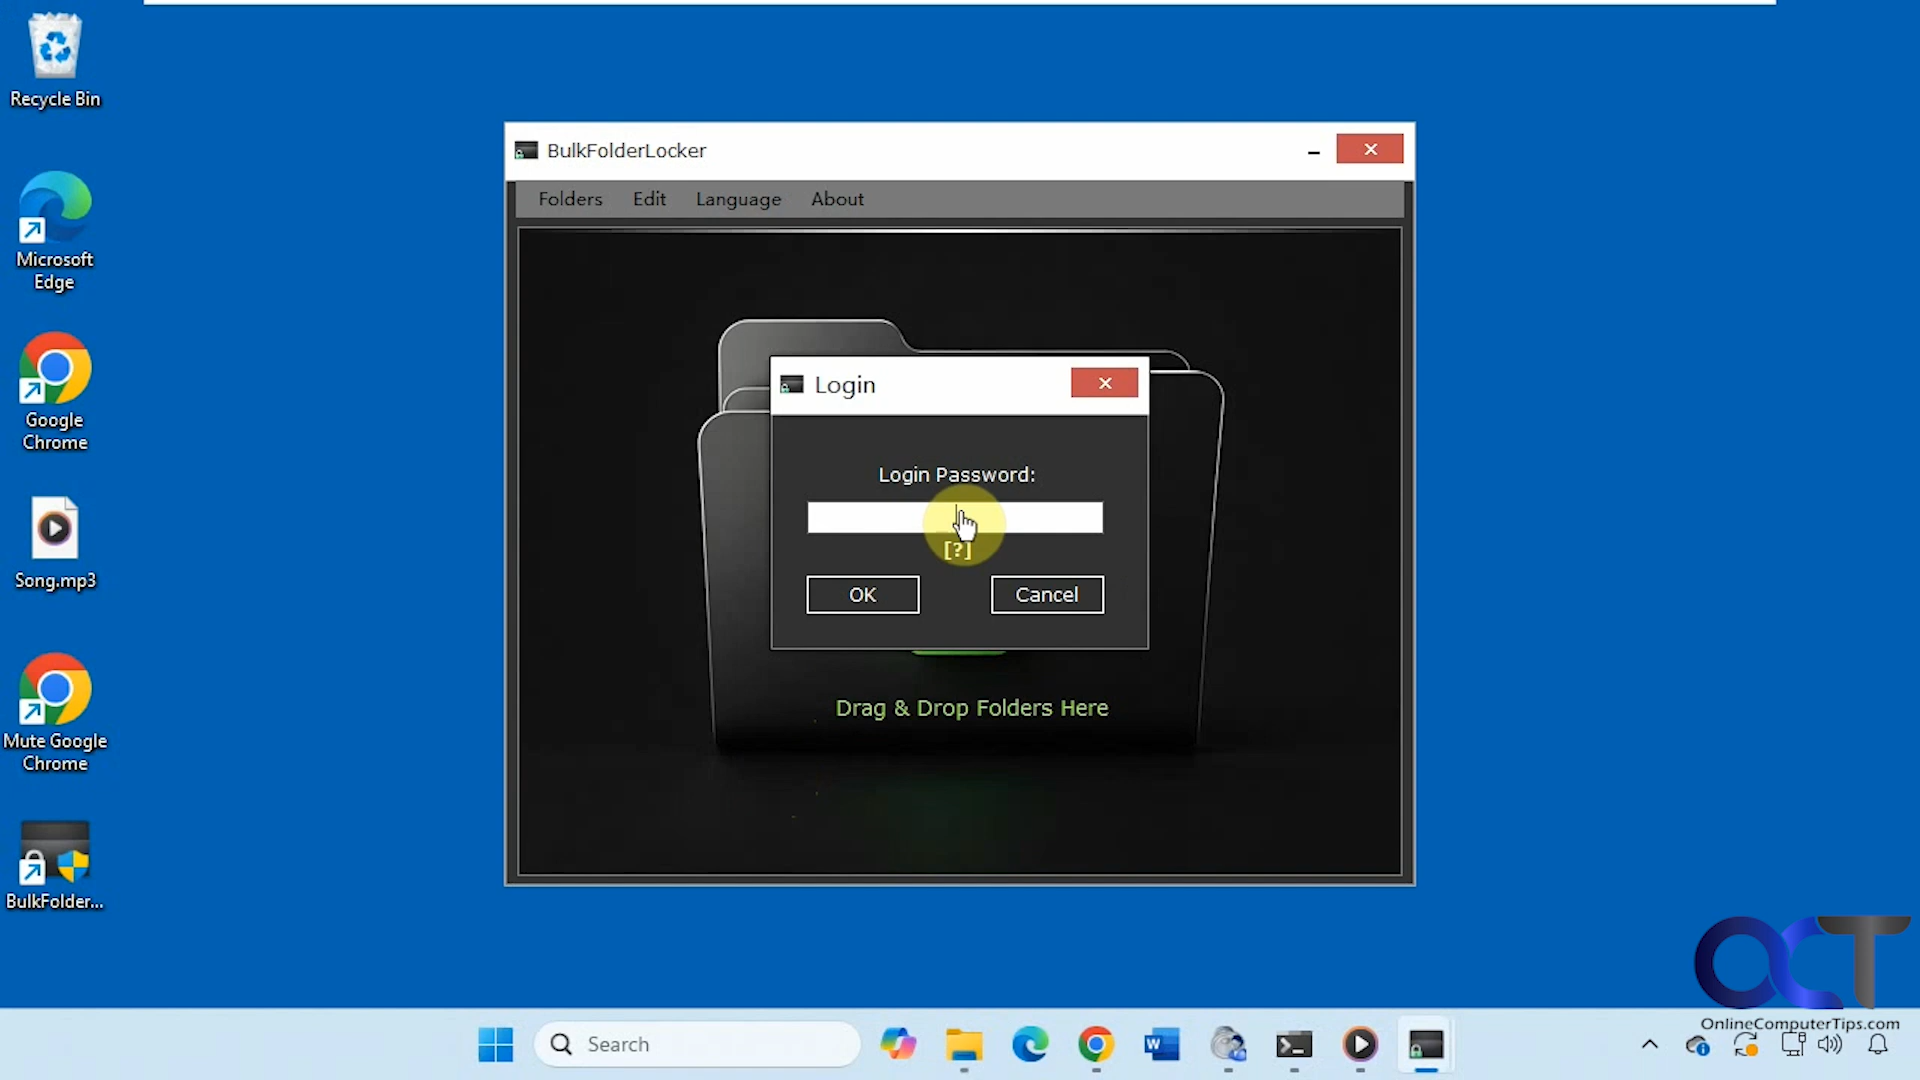 Recycle Bin
Microsoft
Edge
Google
Chrome
Song.mp3
Mute Google
Chrome
BulkFolder...
BulkFolderLocker
Folders Edit Language About
Login
Login Password:
[?]
OK Cancel
Drag & Drop Folders Here
OCT
OnlineComputerTips.com
Search